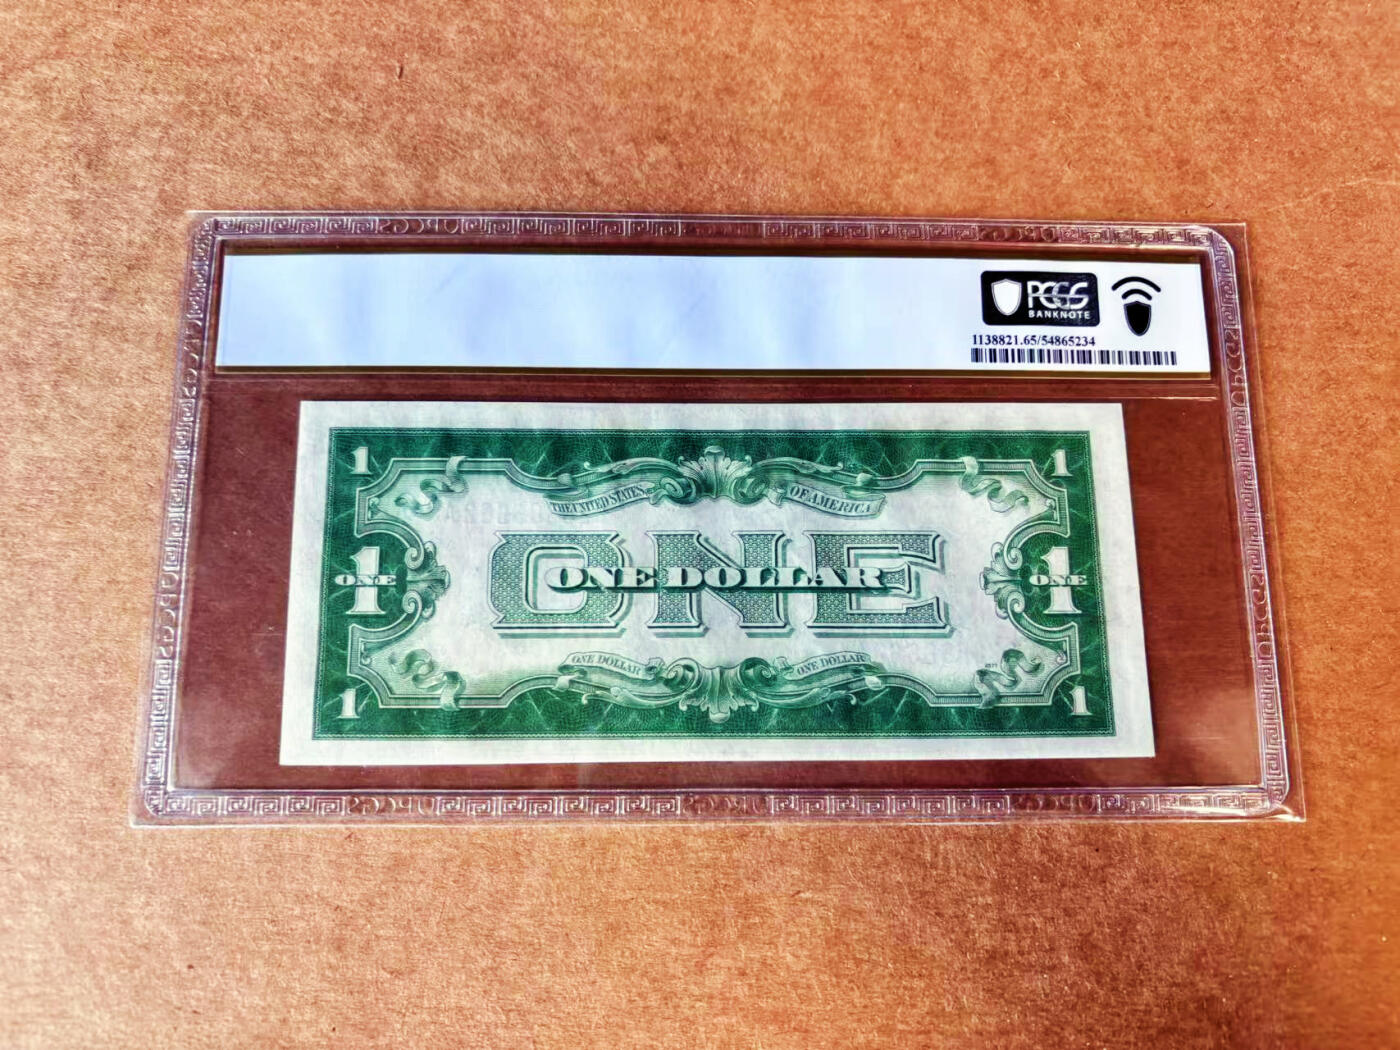 PCGS
BANKNOTE
1138821.65/54865234
1 1
THE UNITED STATES OF AMERICA
ONE
ONE DOLLAR
1 ONE 1 ONE
ONE DOLLAR ONE DOLLAR
1 1